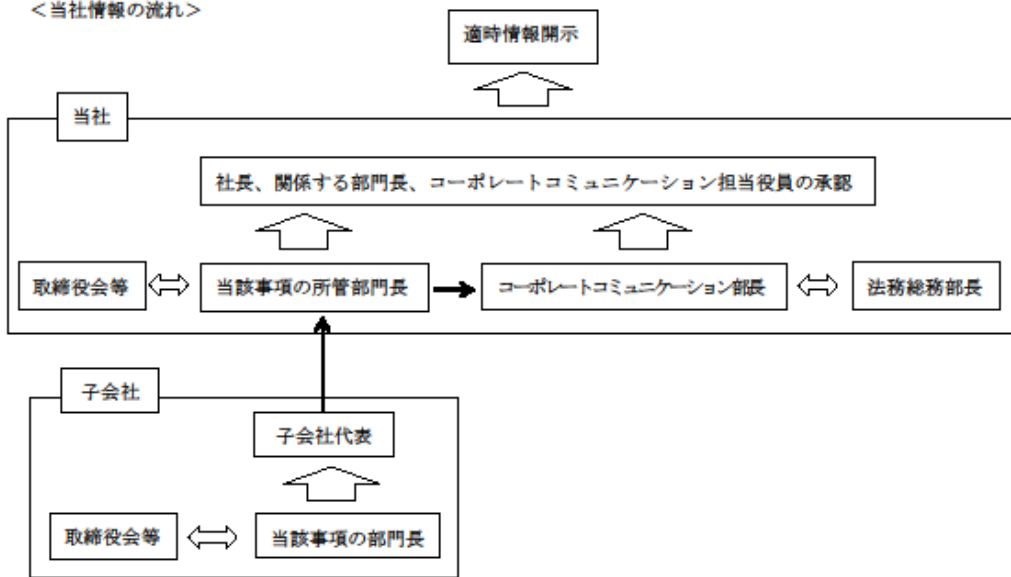 ＜当社情報の流れ＞
適時情報開示
当社
社長、関係する部門長、コーポレートコミュニケーション担当役員の承認
取締役会等
当該事項の所管部門長
コーポレートコミュニケーション部長
法務総務部長
子会社
子会社代表
取締役会等
当該事項の部門長